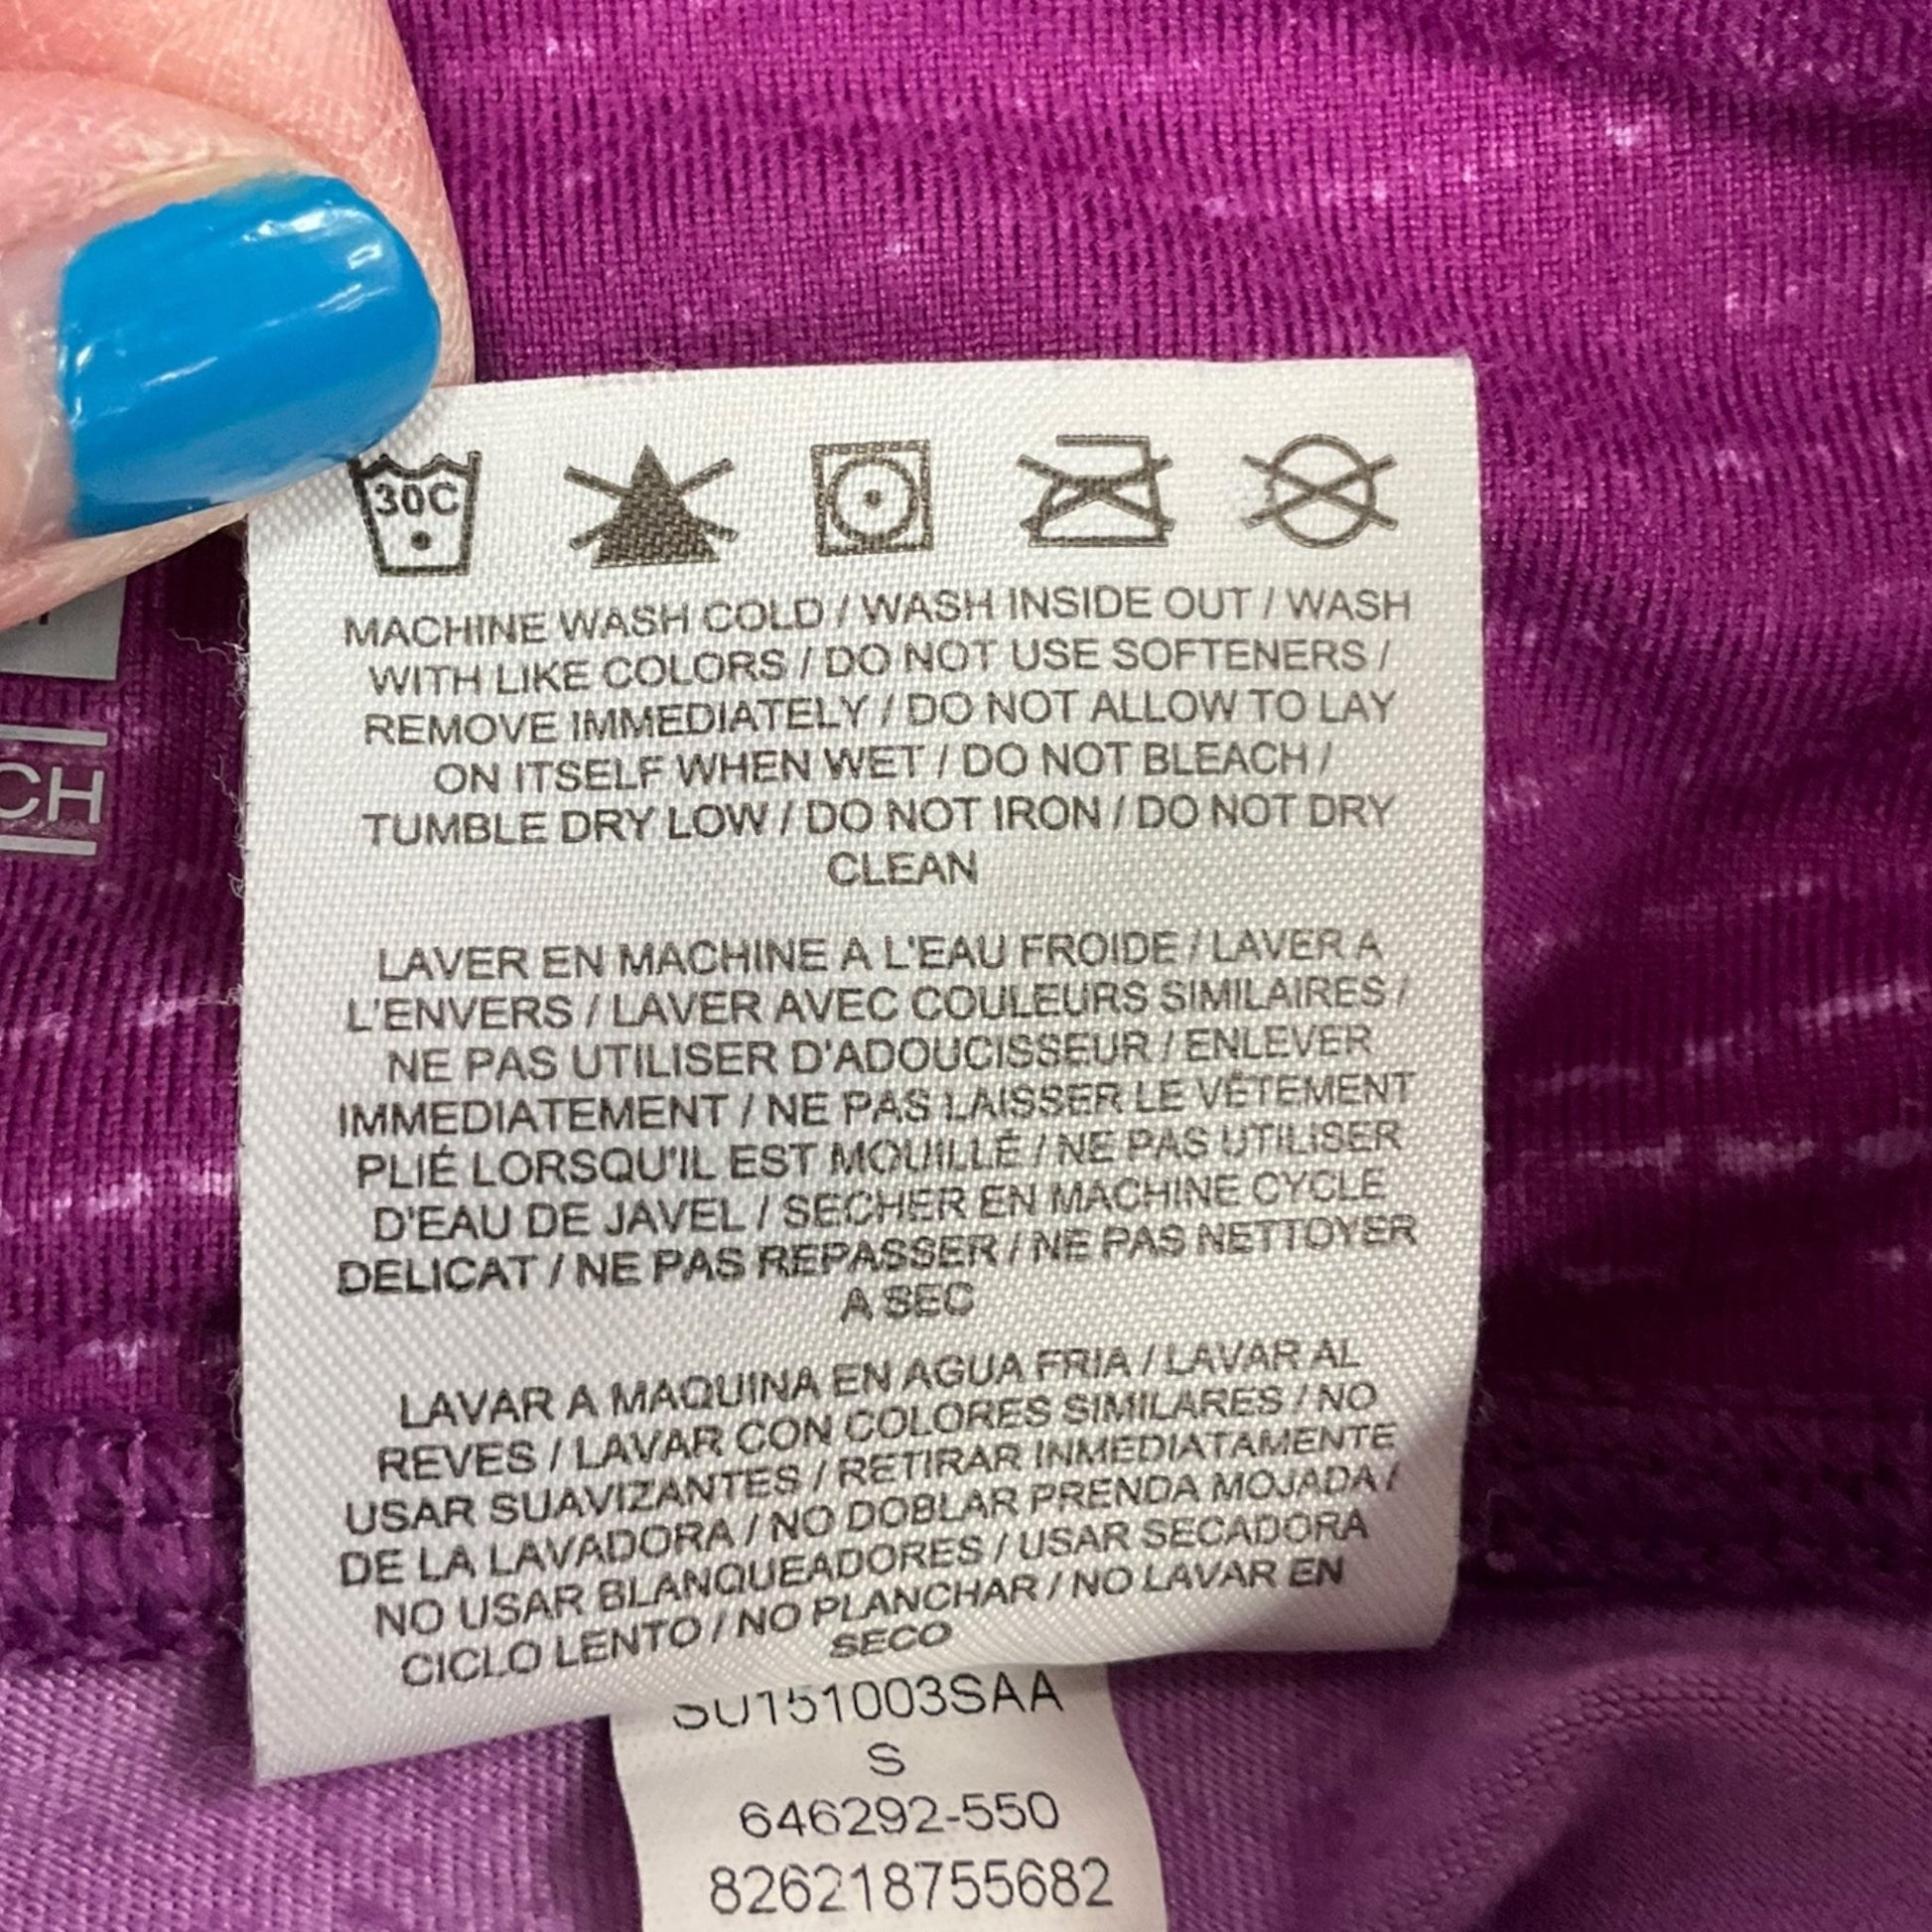 30C
MACHINE WASH COLD / WASH INSIDE OUT / WASH
WITH LIKE COLORS / DO NOT USE SOFTENERS /
REMOVE IMMEDIATELY / DO NOT ALLOW TO LAY
ON ITSELF WHEN WET / DO NOT BLEACH /
TUMBLE DRY LOW / DO NOT IRON / DO NOT DRY
CLEAN
LAVER EN MACHINE A L'EAU FROIDE / LAVER A
L'ENVERS / LAVER AVEC COULEURS SIMILAIRES /
NE PAS UTILISER D'ADOUCISSEUR / ENLEVER
IMMEDIATEMENT / NE PAS LAISSER LE VÊTEMENT
PLIÉ LORSQU'IL EST MOUILLÉ / NE PAS UTILISER
D'EAU DE JAVEL / SECHER EN MACHINE CYCLE
DELICAT / NE PAS REPASSER / NE PAS NETTOYER
A SEC
LAVAR A MAQUINA EN AGUA FRIA / LAVAR AL
REVES / LAVAR CON COLORES SIMILARES / NO
USAR SUAVIZANTES / RETIRAR INMEDIATAMENTE
DE LA LAVADORA / NO DOBLAR PRENDA MOJADA /
NO USAR BLANQUEADORES / USAR SECADORA
CICLO LENTO / NO PLANCHAR / NO LAVAR EN
SECO
SU151003SAA
S
646292-550
826218755682
CH